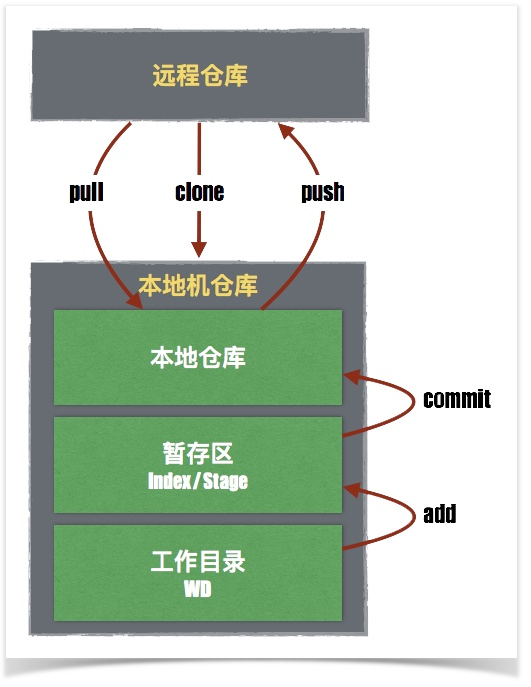 远程仓库
pull
clone
push
本地机仓库
本地仓库
commit
暂存区
Index/Stage
add
工作目录
WD